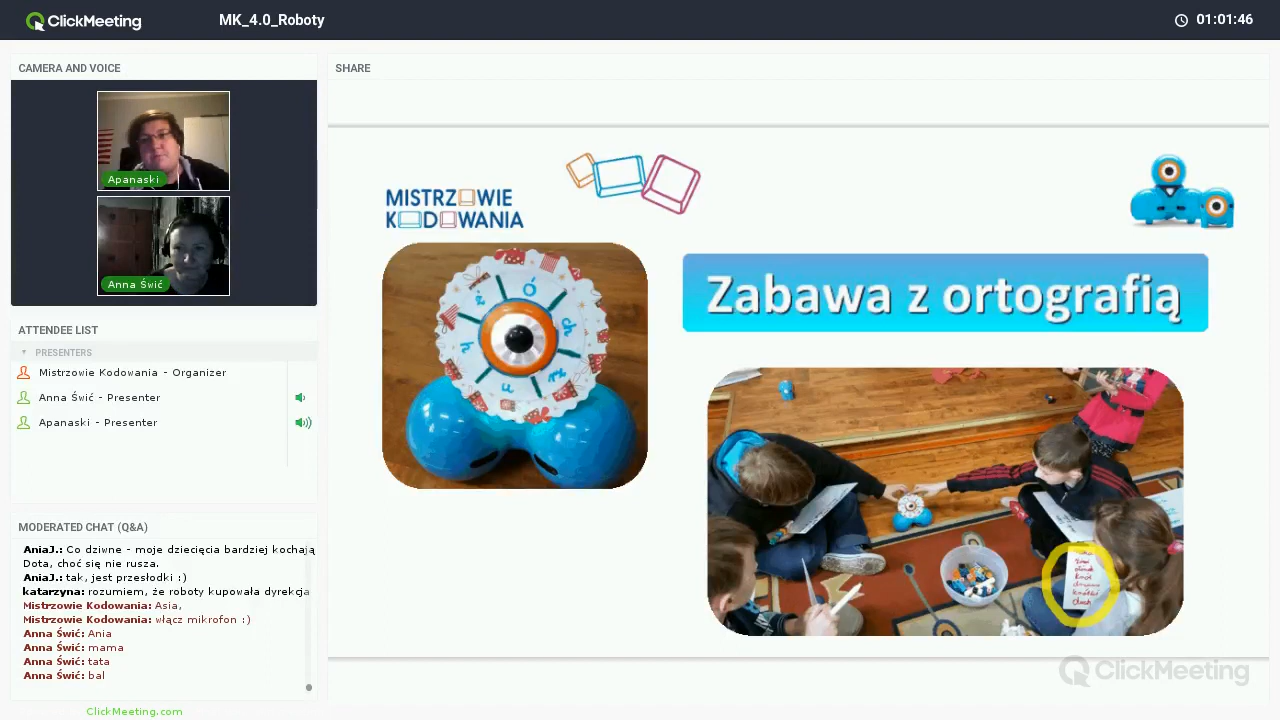 ClickMeeting
MK_4.0_Roboty
01:01:46
CAMERA AND VOICE
Apanaski
Anna Świć
ATTENDEE LIST
PRESENTERS
Mistrzowie Kodowania - Organizer
Anna Świć - Presenter
Apanaski - Presenter
MODERATED CHAT (Q&A)
AniaJ.: Co dziwne - moje dziecięcia bardziej kochają
Dota, choć się nie rusza.
AniaJ.: tak, jest przesłodki :)
katarzyna: rozumiem, że roboty kupowała dyrekcja
Mistrzowie Kodowania: Asia,
Mistrzowie Kodowania: włącz mikrofon :)
Anna Świć: Ania
Anna Świć: mama
Anna Świć: tata
Anna Świć: bal
ClickMeeting.com
SHARE
MISTRZOWIE
KODOWANIA
Zabawa z ortografią
ó
ch
u
h
ClickMeeting